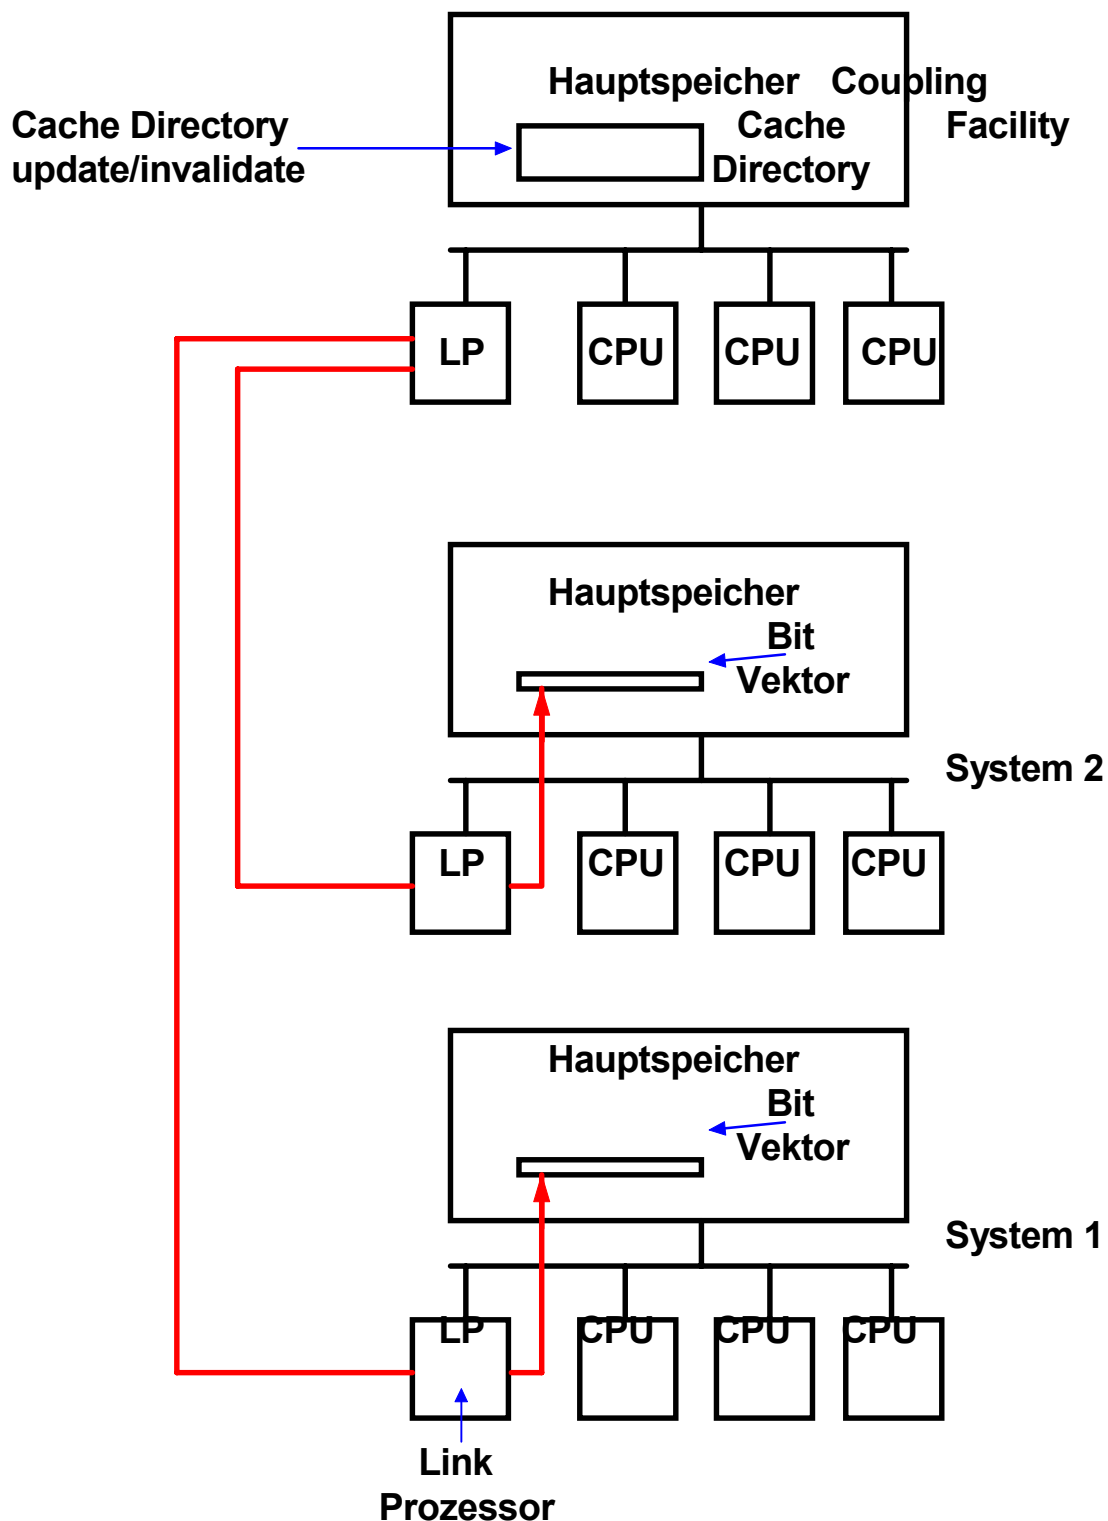 Hauptspeicher Coupling
Cache Directory Cache Facility
update/invalidate Directory
LP CPU CPU CPU
Hauptspeicher
Bit
Vektor
System 2
LP CPU CPU CPU
Hauptspeicher
Bit
Vektor
System 1
LP CPU CPU CPU
Link
Prozessor